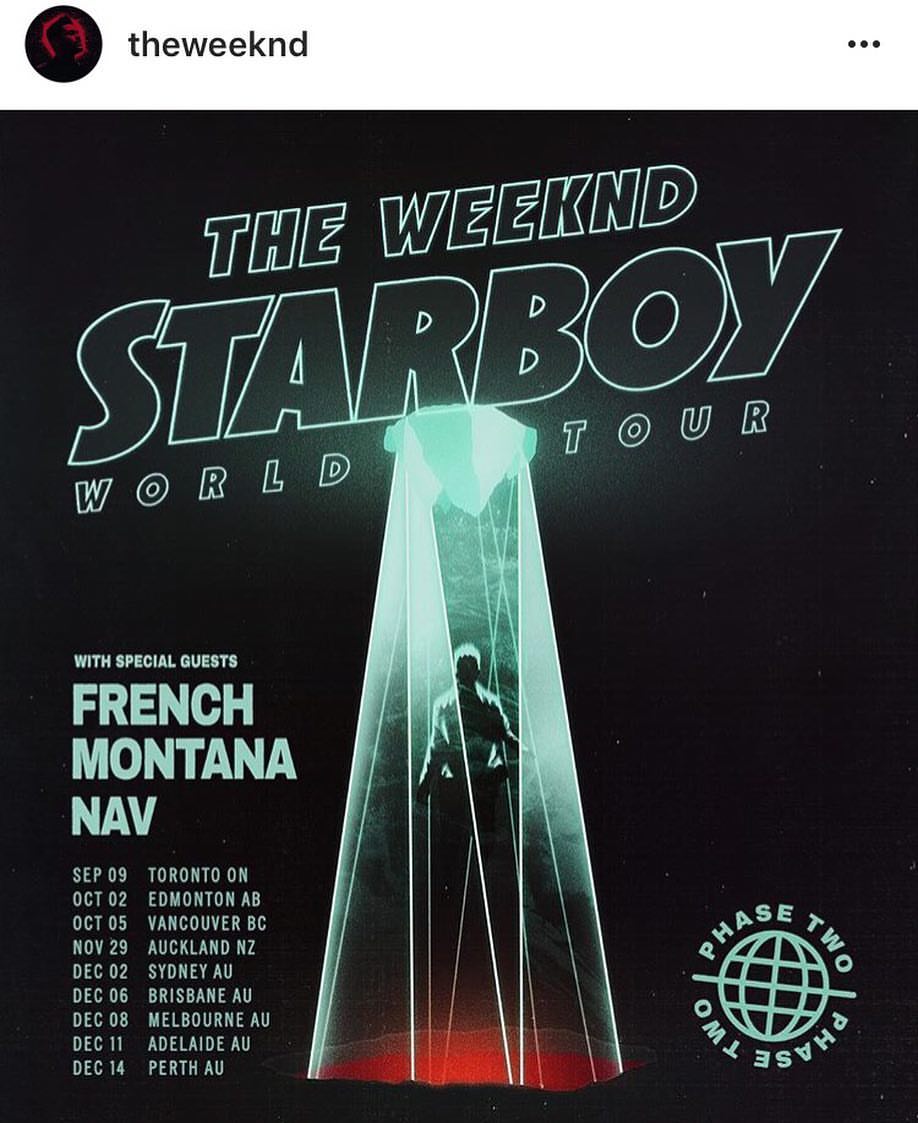 theweeknd
THE WEEKND
STARBOY
WORLD TOUR
WITH SPECIAL GUESTS
FRENCH
MONTANA
NAV
SEP 09 TORONTO ON
OCT 02 EDMONTON AB
OCT 05 VANCOUVER BC
NOV 29 AUCKLAND NZ
DEC 02 SYDNEY AU
DEC 06 BRISBANE AU
DEC 08 MELBOURNE AU
DEC 11 ADELAIDE AU
DEC 14 PERTH AU
PHASE TWO
PHASE TWO